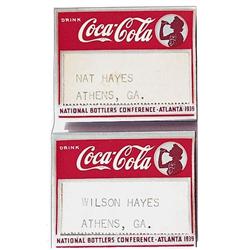 DRINK
Coca-Cola
NAT HAYES
ATHENS, GA.
NATIONAL BOTTLERS CONFERENCE-ATLANTA 1939
DRINK
Coca-Cola
WILSON HAYES
ATHENS, GA.
NATIONAL BOTTLERS CONFERENCE-ATLANTA 1939